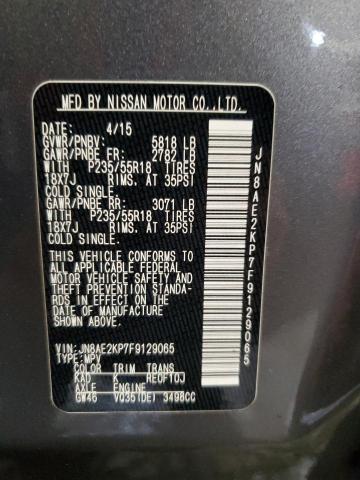 MFD BY NISSAN MOTOR CO.,LTD.
DATE: 4/15
GVWR/PNBV: 5818 LB
GAWR/PNBE FR: 2782 LB
WITH P235/55R18 TIRES
18X7J RIMS. AT 35PSI
COLD SINGLE.
GAWR/PNBE RR: 3071 LB
WITH P235/55R18 TIRES
18X7J RIMS. AT 35PSI
COLD SINGLE.
THIS VEHICLE CONFORMS TO
ALL APPLICABLE FEDERAL
MOTOR VEHICLE SAFETY AND
THEFT PREVENTION STANDA-
RDS IN EFFECT ON THE
DATE OF MANUFACTURE
SHOWN ABOVE.
VIN: JN8AE2KP7F9129065
TYPE: MPV
COLOR TRIM TRANS
KAD K RE0F10J
AXLE ENGINE
GW46 VQ35(DE) 3498CC
JN8AE2KP7F9129065